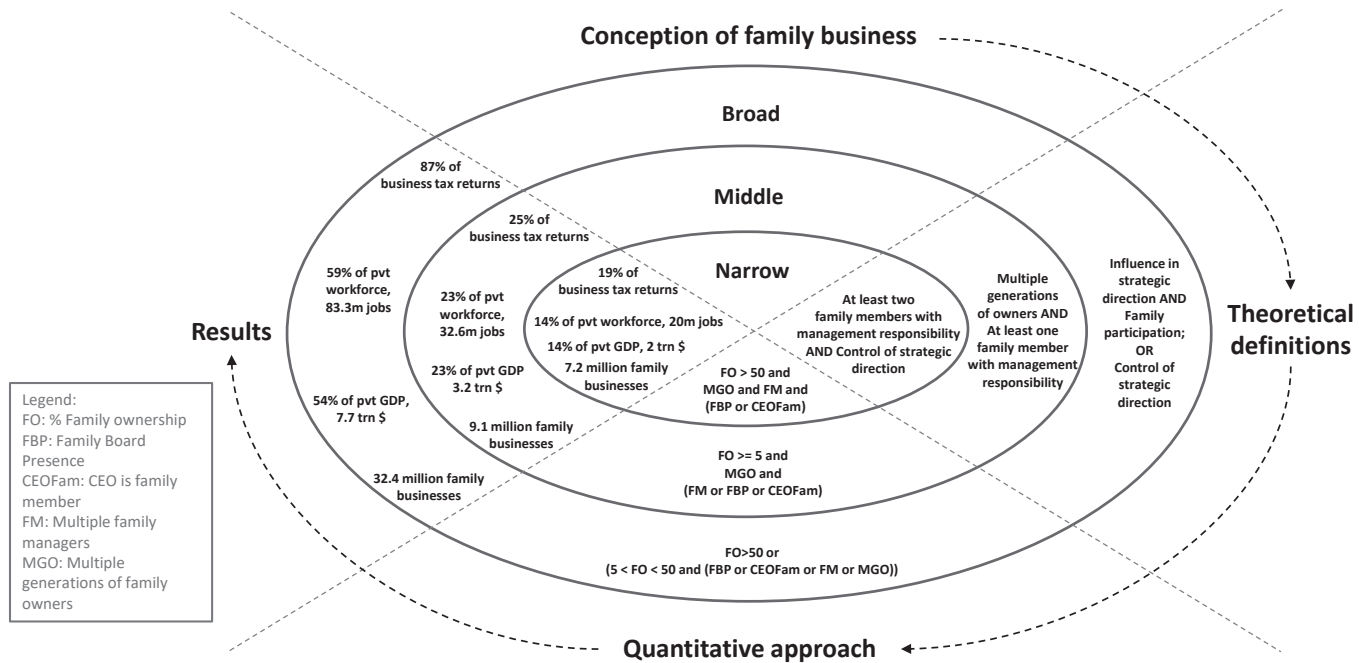 Conception of family business
Broad
87% of
business tax returns
Middle
25% of
business tax returns
Narrow
19% of
business tax returns
59% of pvt
workforce,
83.3m jobs
23% of pvt
workforce,
32.6m jobs
14% of pvt workforce, 20m jobs
14% of pvt GDP, 2 trn $
7.2 million family
businesses
23% of pvt GDP
3.2 trn $
54% of pvt GDP,
7.7 trn $
9.1 million family
businesses
32.4 million family
businesses
At least two
family members with
management responsibility
AND Control of strategic
direction
Multiple
generations
of owners AND
At least one
family member
with management
responsibility
Influence in
strategic
direction AND
Family
participation;
OR
Control of
strategic
direction
Results
Theoretical
definitions
FO > 50 and
MGO and FM and
(FBP or CEOFam)
FO >= 5 and
MGO and
(FM or FBP or CEOFam)
FO>50 or
(5 < FO < 50 and (FBP or CEOFam or FM or MGO))
Quantitative approach
Legend:
FO: % Family ownership
FBP: Family Board
Presence
CEOFam: CEO is family
member
FM: Multiple family
managers
MGO: Multiple
generations of family
owners